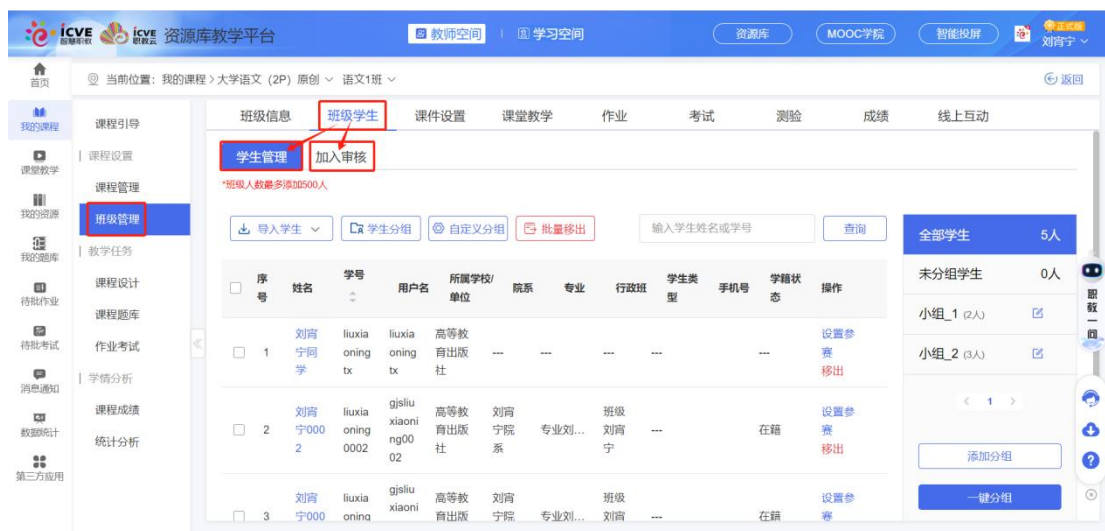 icve 智慧职教 icve 职教云 资源库教学平台 教师空间 学习空间 资源库 MOOC学院 智能投屏 正式版 刘宵宁
当前位置: 我的课程 > 大学语文 (2P) 原创 语文1班 返回
首页
我的课程
课堂教学
我的资源
我的题库
待批作业
待批考试
消息通知
数据统计
第三方应用
课程引导
课程设置
课程管理
班级管理
教学任务
课程设计
课程题库
作业考试
学情分析
课程成绩
统计分析
班级信息 班级学生 课件设置 课堂教学 作业 考试 测验 成绩 线上互动
学生管理 加入审核
*班级人数最多添加500人
导入学生 学生分组 自定义分组 批量移出 输入学生姓名或学号 查询
序号 姓名 学号 用户名 所属学校/单位 院系 专业 行政班 学生类型 手机号 学籍状态 操作
1 刘宵宁同学 liuxiaoningtx liuxiaoningtx 高等教育出版社 --- --- --- --- --- 设置参赛 移出
2 刘宵宁0002 liuxiaoning0002 gjsliuxiaoning0002 高等教育出版社 刘宵宁院系 专业刘... 班级刘宵宁 --- 在籍 设置参赛 移出
3 刘宵宁000 liuxiaoning gjsliuxiaoni 高等教育出版 刘宵宁院 专业刘... 班级刘宵 --- 在籍 设置参赛
全部学生 5人
未分组学生 0人
小组_1 (2人)
小组_2 (3人)
< 1 >
添加分组
一键分组
职教一问